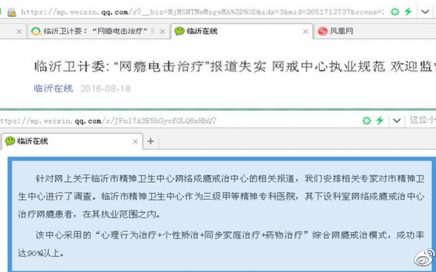 https://mp.weixin.qq.com/s?__biz=MjM5NTMwMzgwMA%3D%3D&idx=3&mid=2651712737&scene=
临沂卫计委：“网瘾电击治疗”
临沂在线
凤凰网
临沂卫计委: “网瘾电击治疗”报道失实 网戒中心执业规范 欢迎监
临沂在线 2016-08-18
mp.weixin.qq.com/s/
这位小
临沂在线
针对网上关于临沂市精神卫生中心网络成瘾戒治中心的相关报道，我们安排相关专家对市精神卫
生中心进行了调查。临沂市精神卫生中心作为三级甲等精神专科医院，其下设科室网络成瘾戒治中心
治疗网瘾患者，在其执业范围之内。
该中心采用的“心理行为治疗+个性矫治+同步家庭治疗+药物治疗”综合网瘾戒治模式，成功率
达90%以上。